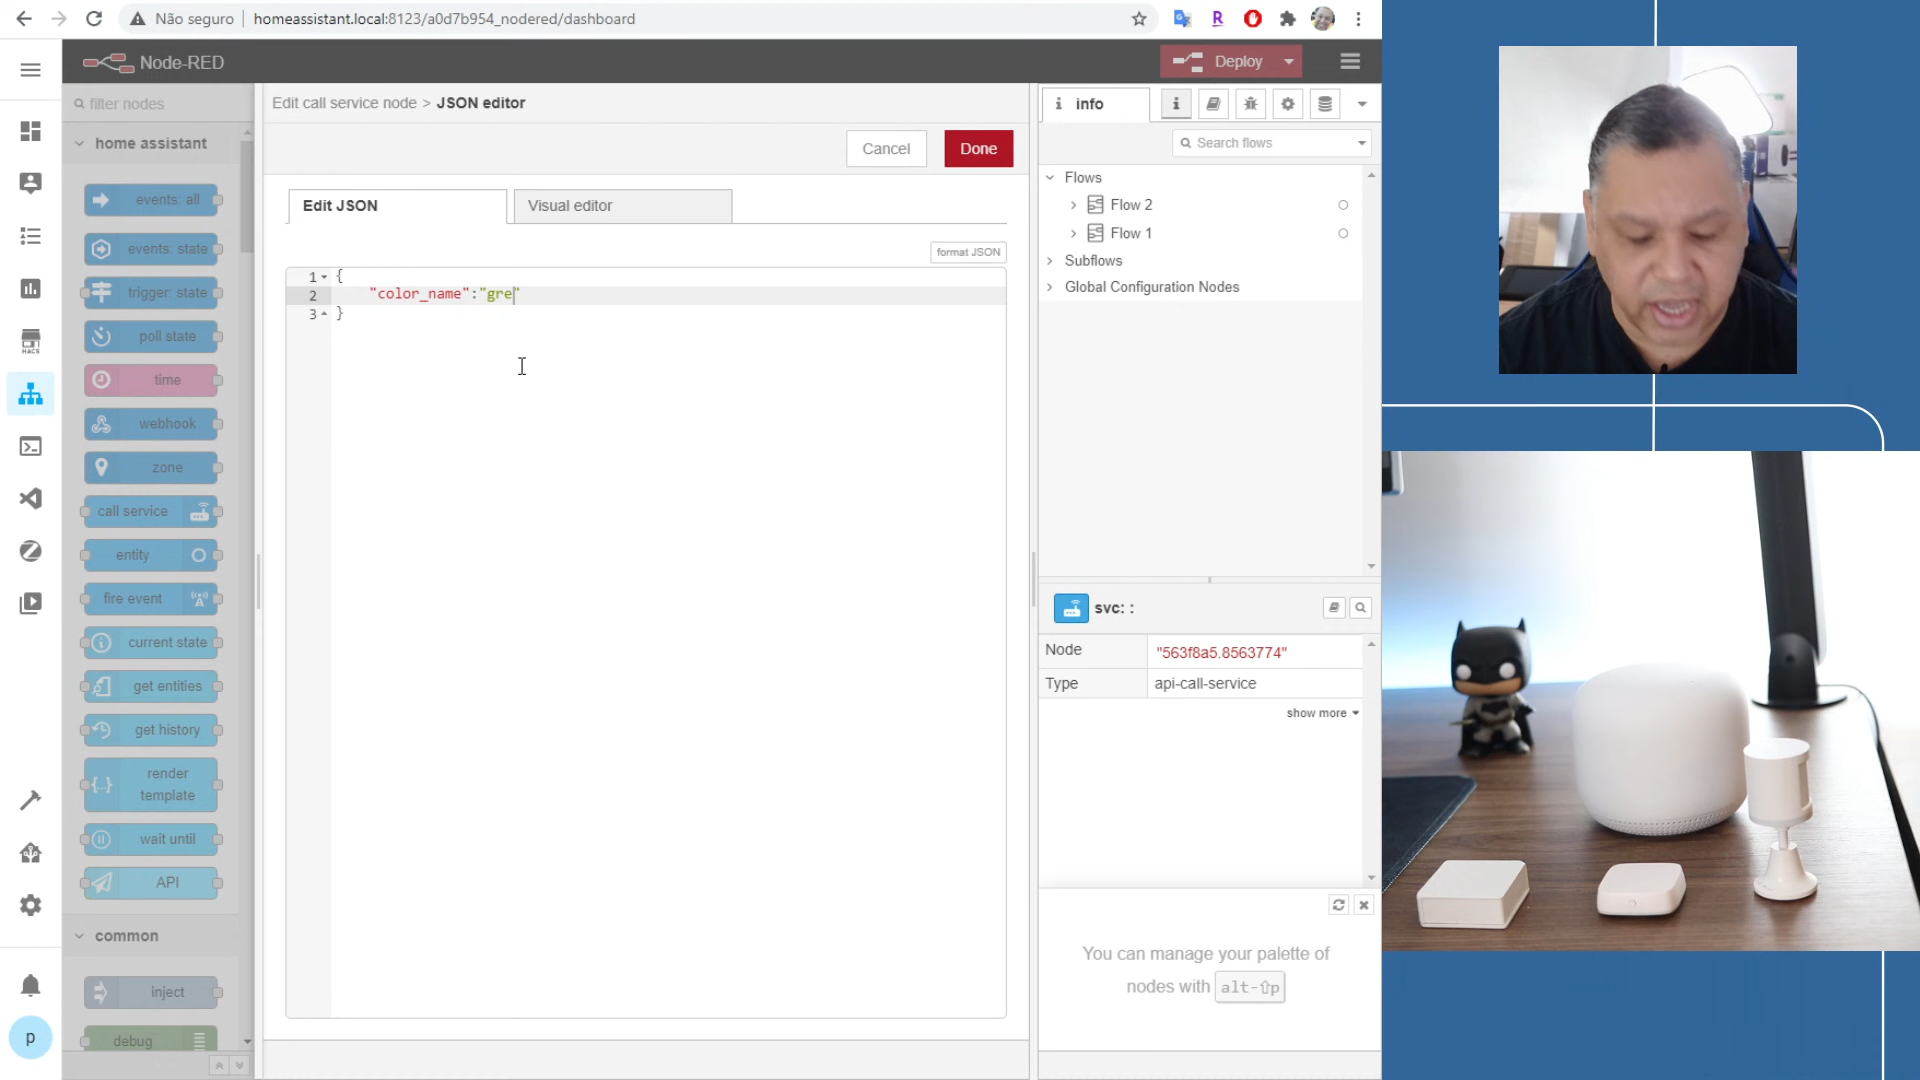 Não seguro
homeassistant.local:8123/a0d7b954_nodered/dashboard
R
Node-RED
Deploy
filter nodes
home assistant
events: all
events: state
trigger: state
poll state
time
webhook
zone
call service
entity
fire event
current state
get entities
get history
render
template
wait until
API
common
inject
debug
HACS
p
Edit call service node > JSON editor
Cancel
Done
Edit JSON
Visual editor
format JSON
1 {
2 "color_name":"gre"
3 }
i info
i
Search flows
Flows
Flow 2
Flow 1
Subflows
Global Configuration Nodes
svc: :
Node "563f8a5.8563774"
Type api-call-service
show more
You can manage your palette of
nodes with alt-⇧p